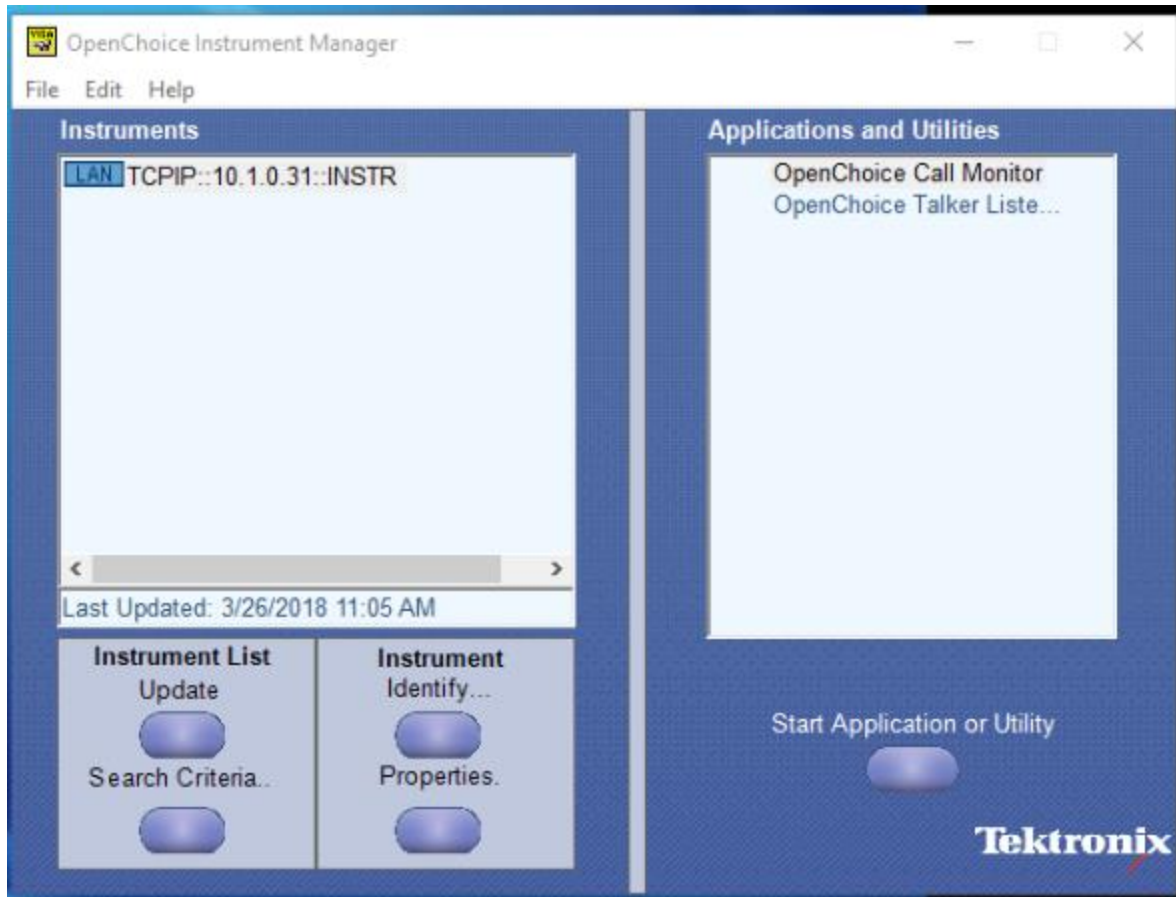 OpenChoice Instrument Manager
File Edit Help
Instruments
LAN TCPIP::10.1.0.31::INSTR
Last Updated: 3/26/2018 11:05 AM
Instrument List
Update
Search Criteria..
Instrument
Identify...
Properties.
Applications and Utilities
OpenChoice Call Monitor
OpenChoice Talker Liste...
Start Application or Utility
Tektronix